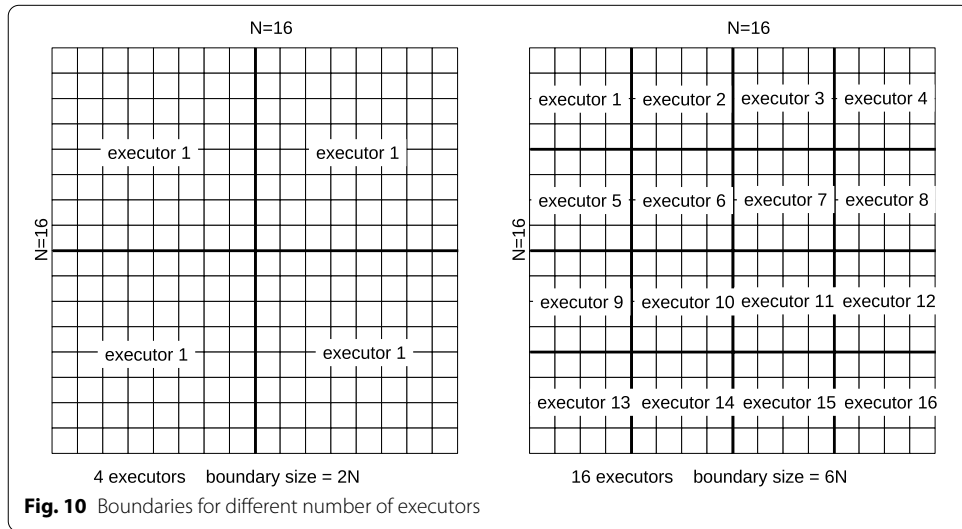 N=16
N=16
executor 1
executor 1
N=16
executor 1
executor 1
4 executors boundary size = 2N
N=16
executor 1 executor 2 executor 3 executor 4
executor 5 executor 6 executor 7 executor 8
N=16
executor 9 executor 10 executor 11 executor 12
executor 13 executor 14 executor 15 executor 16
16 executors boundary size = 6N
Fig. 10 Boundaries for different number of executors